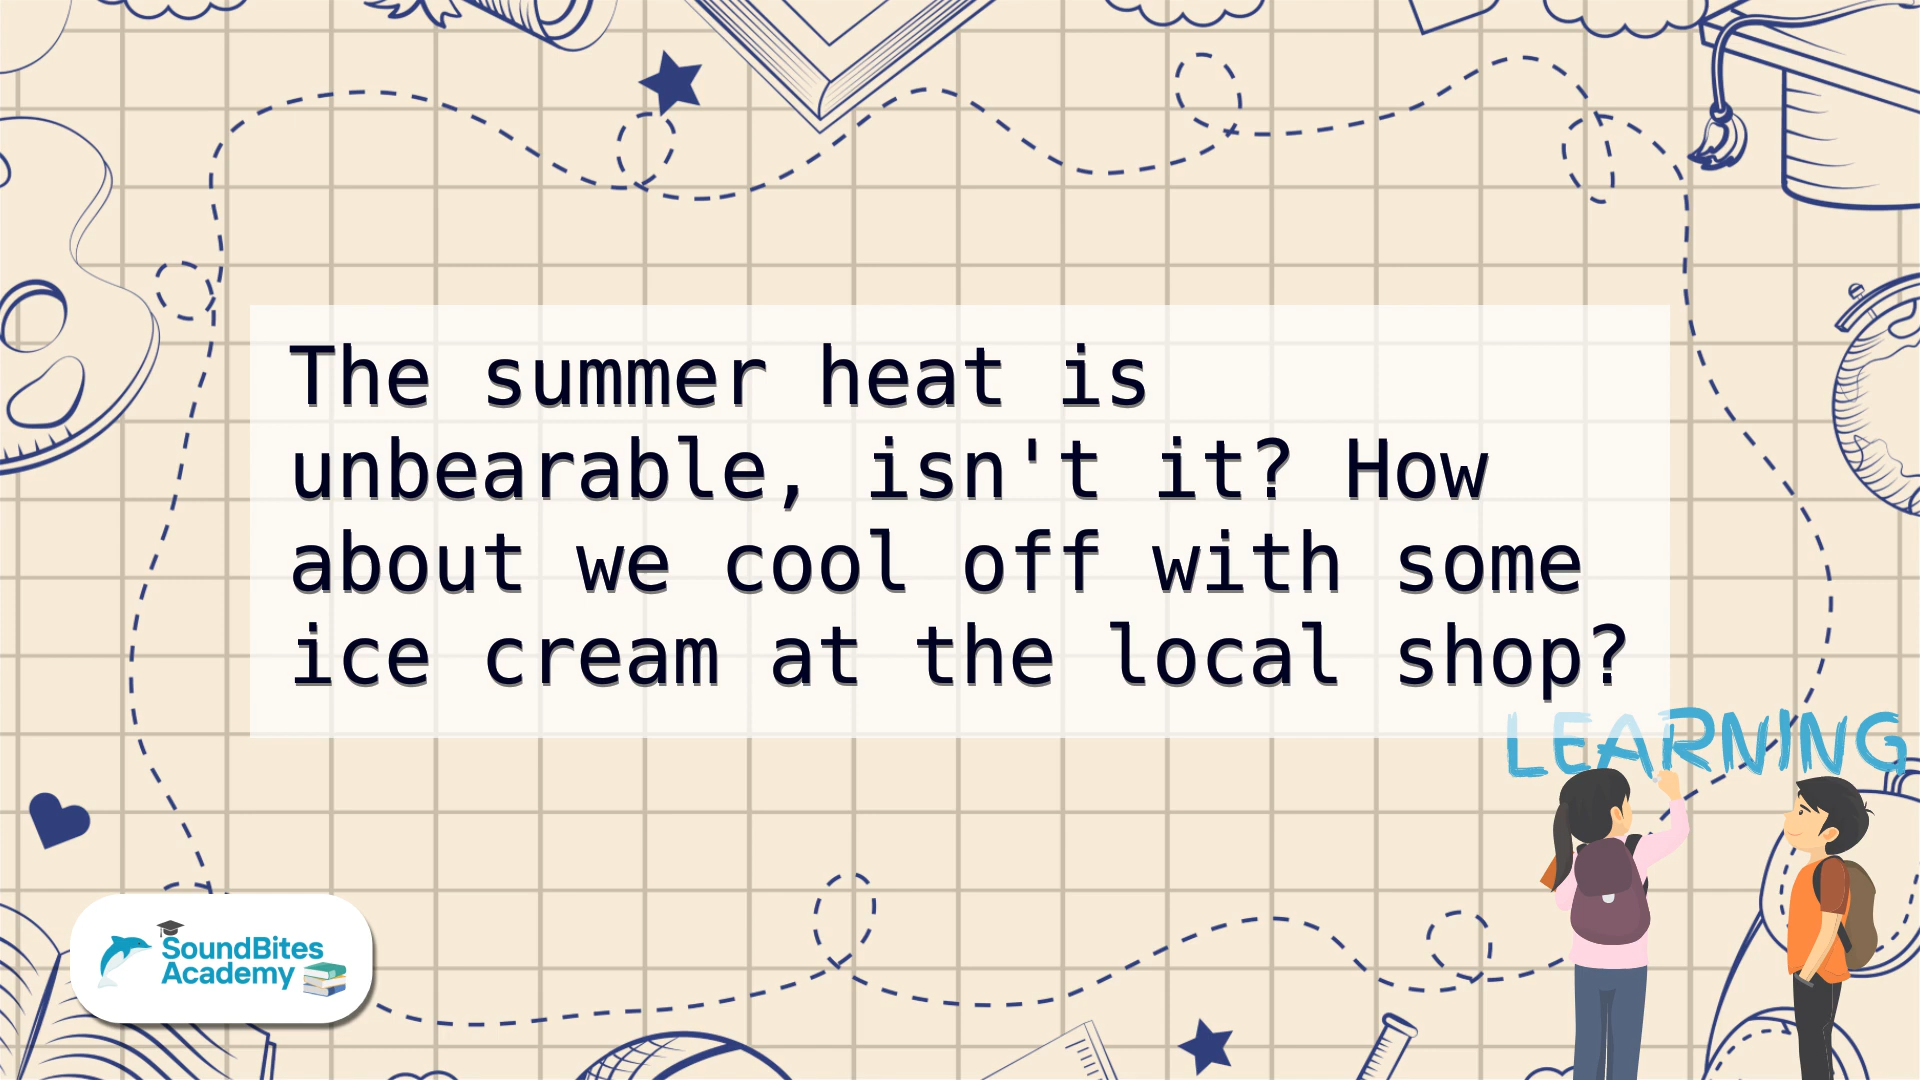 The summer heat is
unbearable, isn't it? How
about we cool off with some
ice cream at the local shop?
LEARNING
SoundBites
Academy